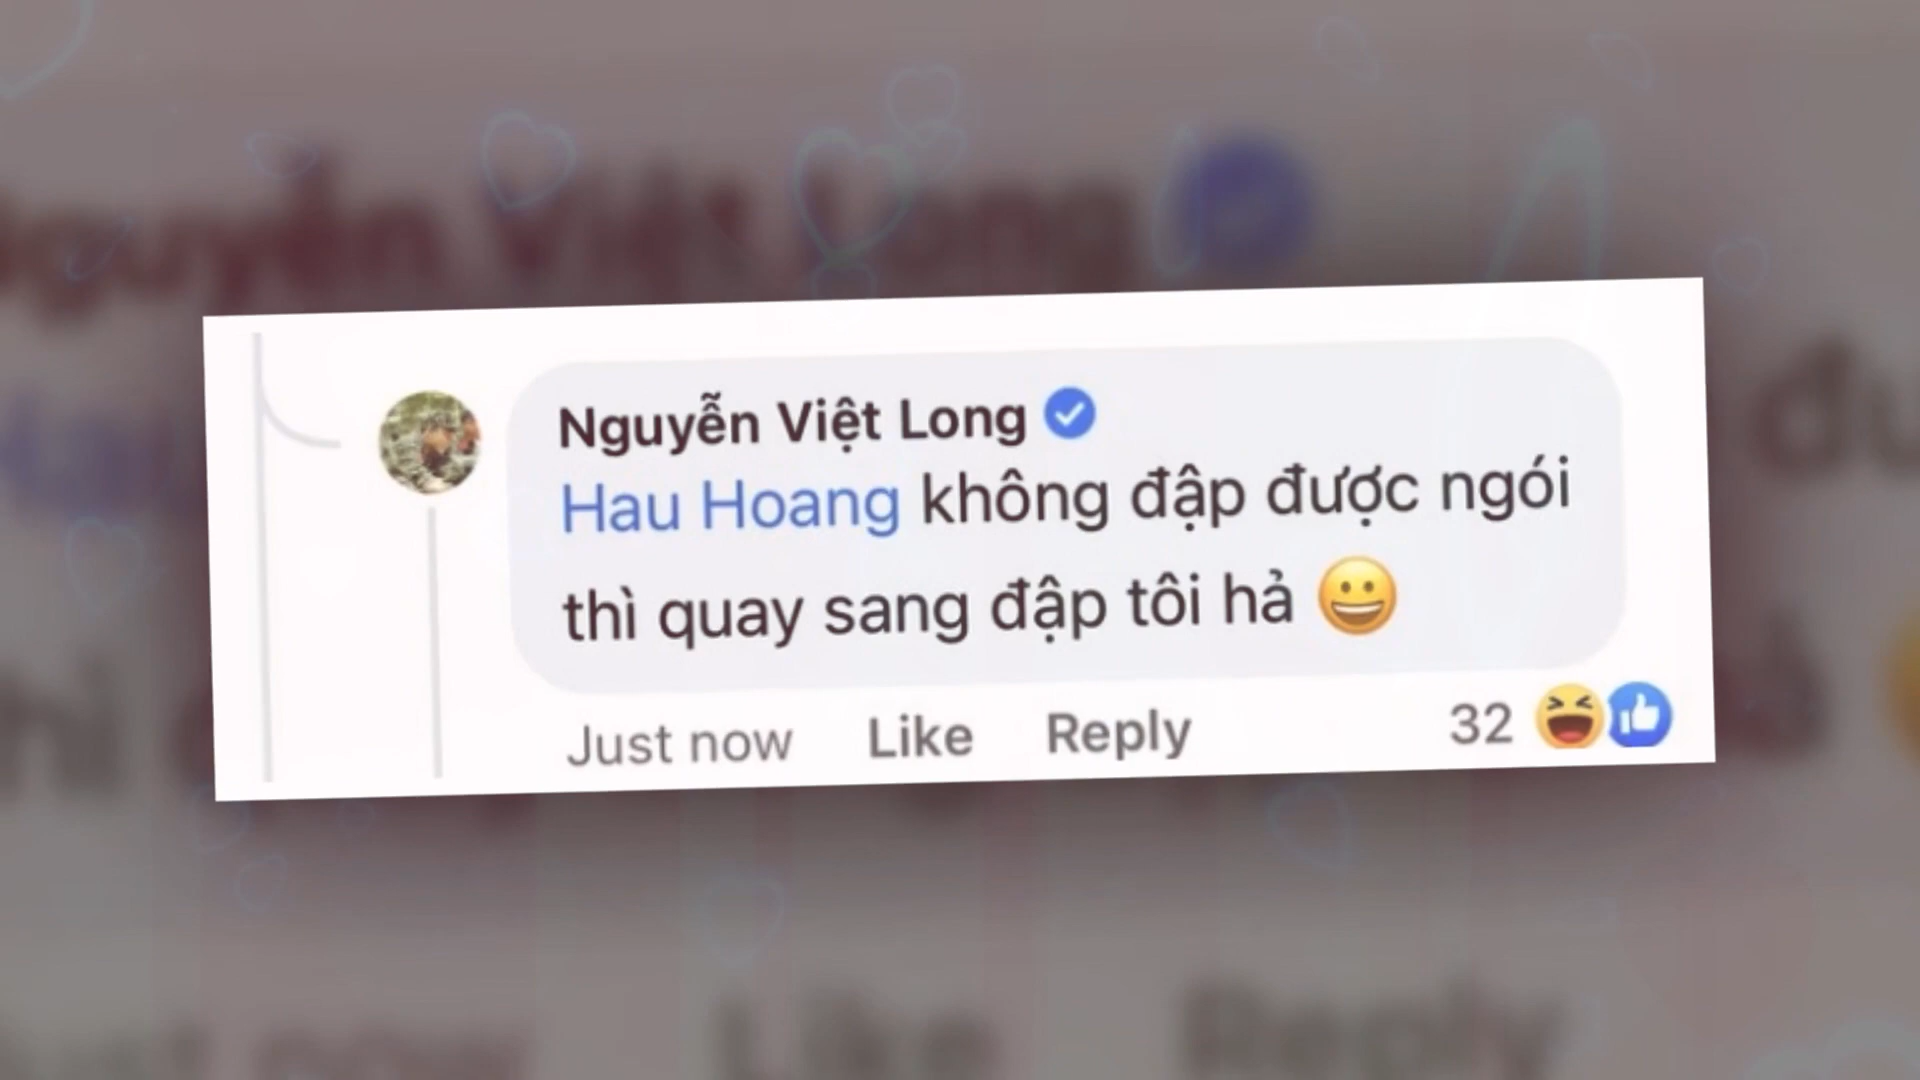 Nguyễn Việt Long
Hau Hoang không đập được ngói
thì quay sang đập tôi hả 😀
Just now Like Reply 32